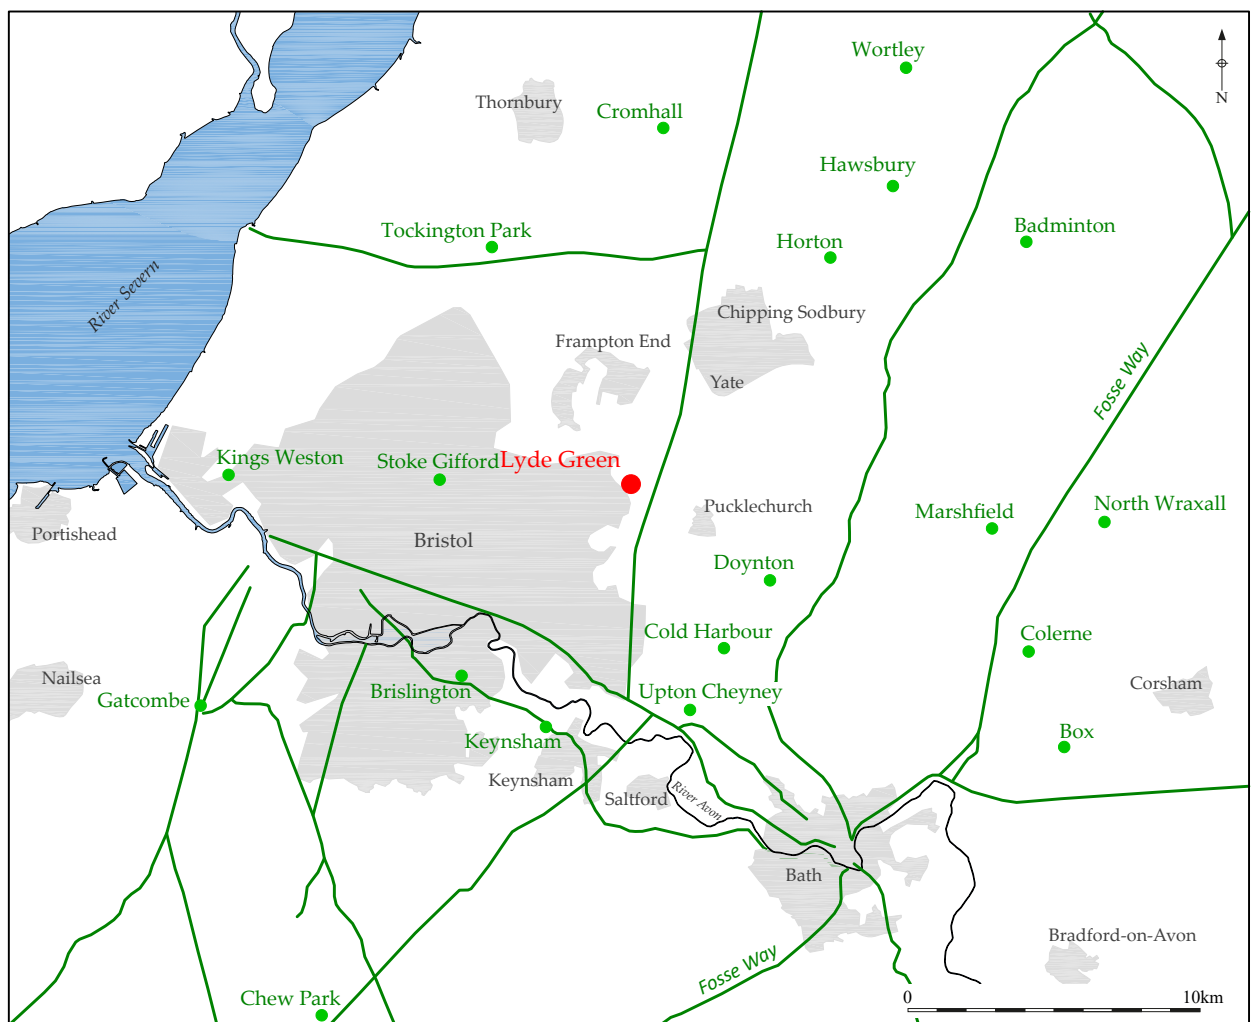 Wortley
N
Thornbury
Cromhall
Hawsbury
Tockington Park
Badminton
Horton
River Severn
Chipping Sodbury
Frampton End
Yate
Fosse Way
Kings Weston
Stoke Gifford
Lyde Green
Portishead
Bristol
Pucklechurch
Marshfield
North Wraxall
Doynton
Cold Harbour
Colerne
Nailsea
Gatcombe
Brislington
Upton Cheyney
Corsham
Keynsham
Box
Keynsham
Saltford
River Avon
Bath
Bradford-on-Avon
Fosse Way
Chew Park
0 10km